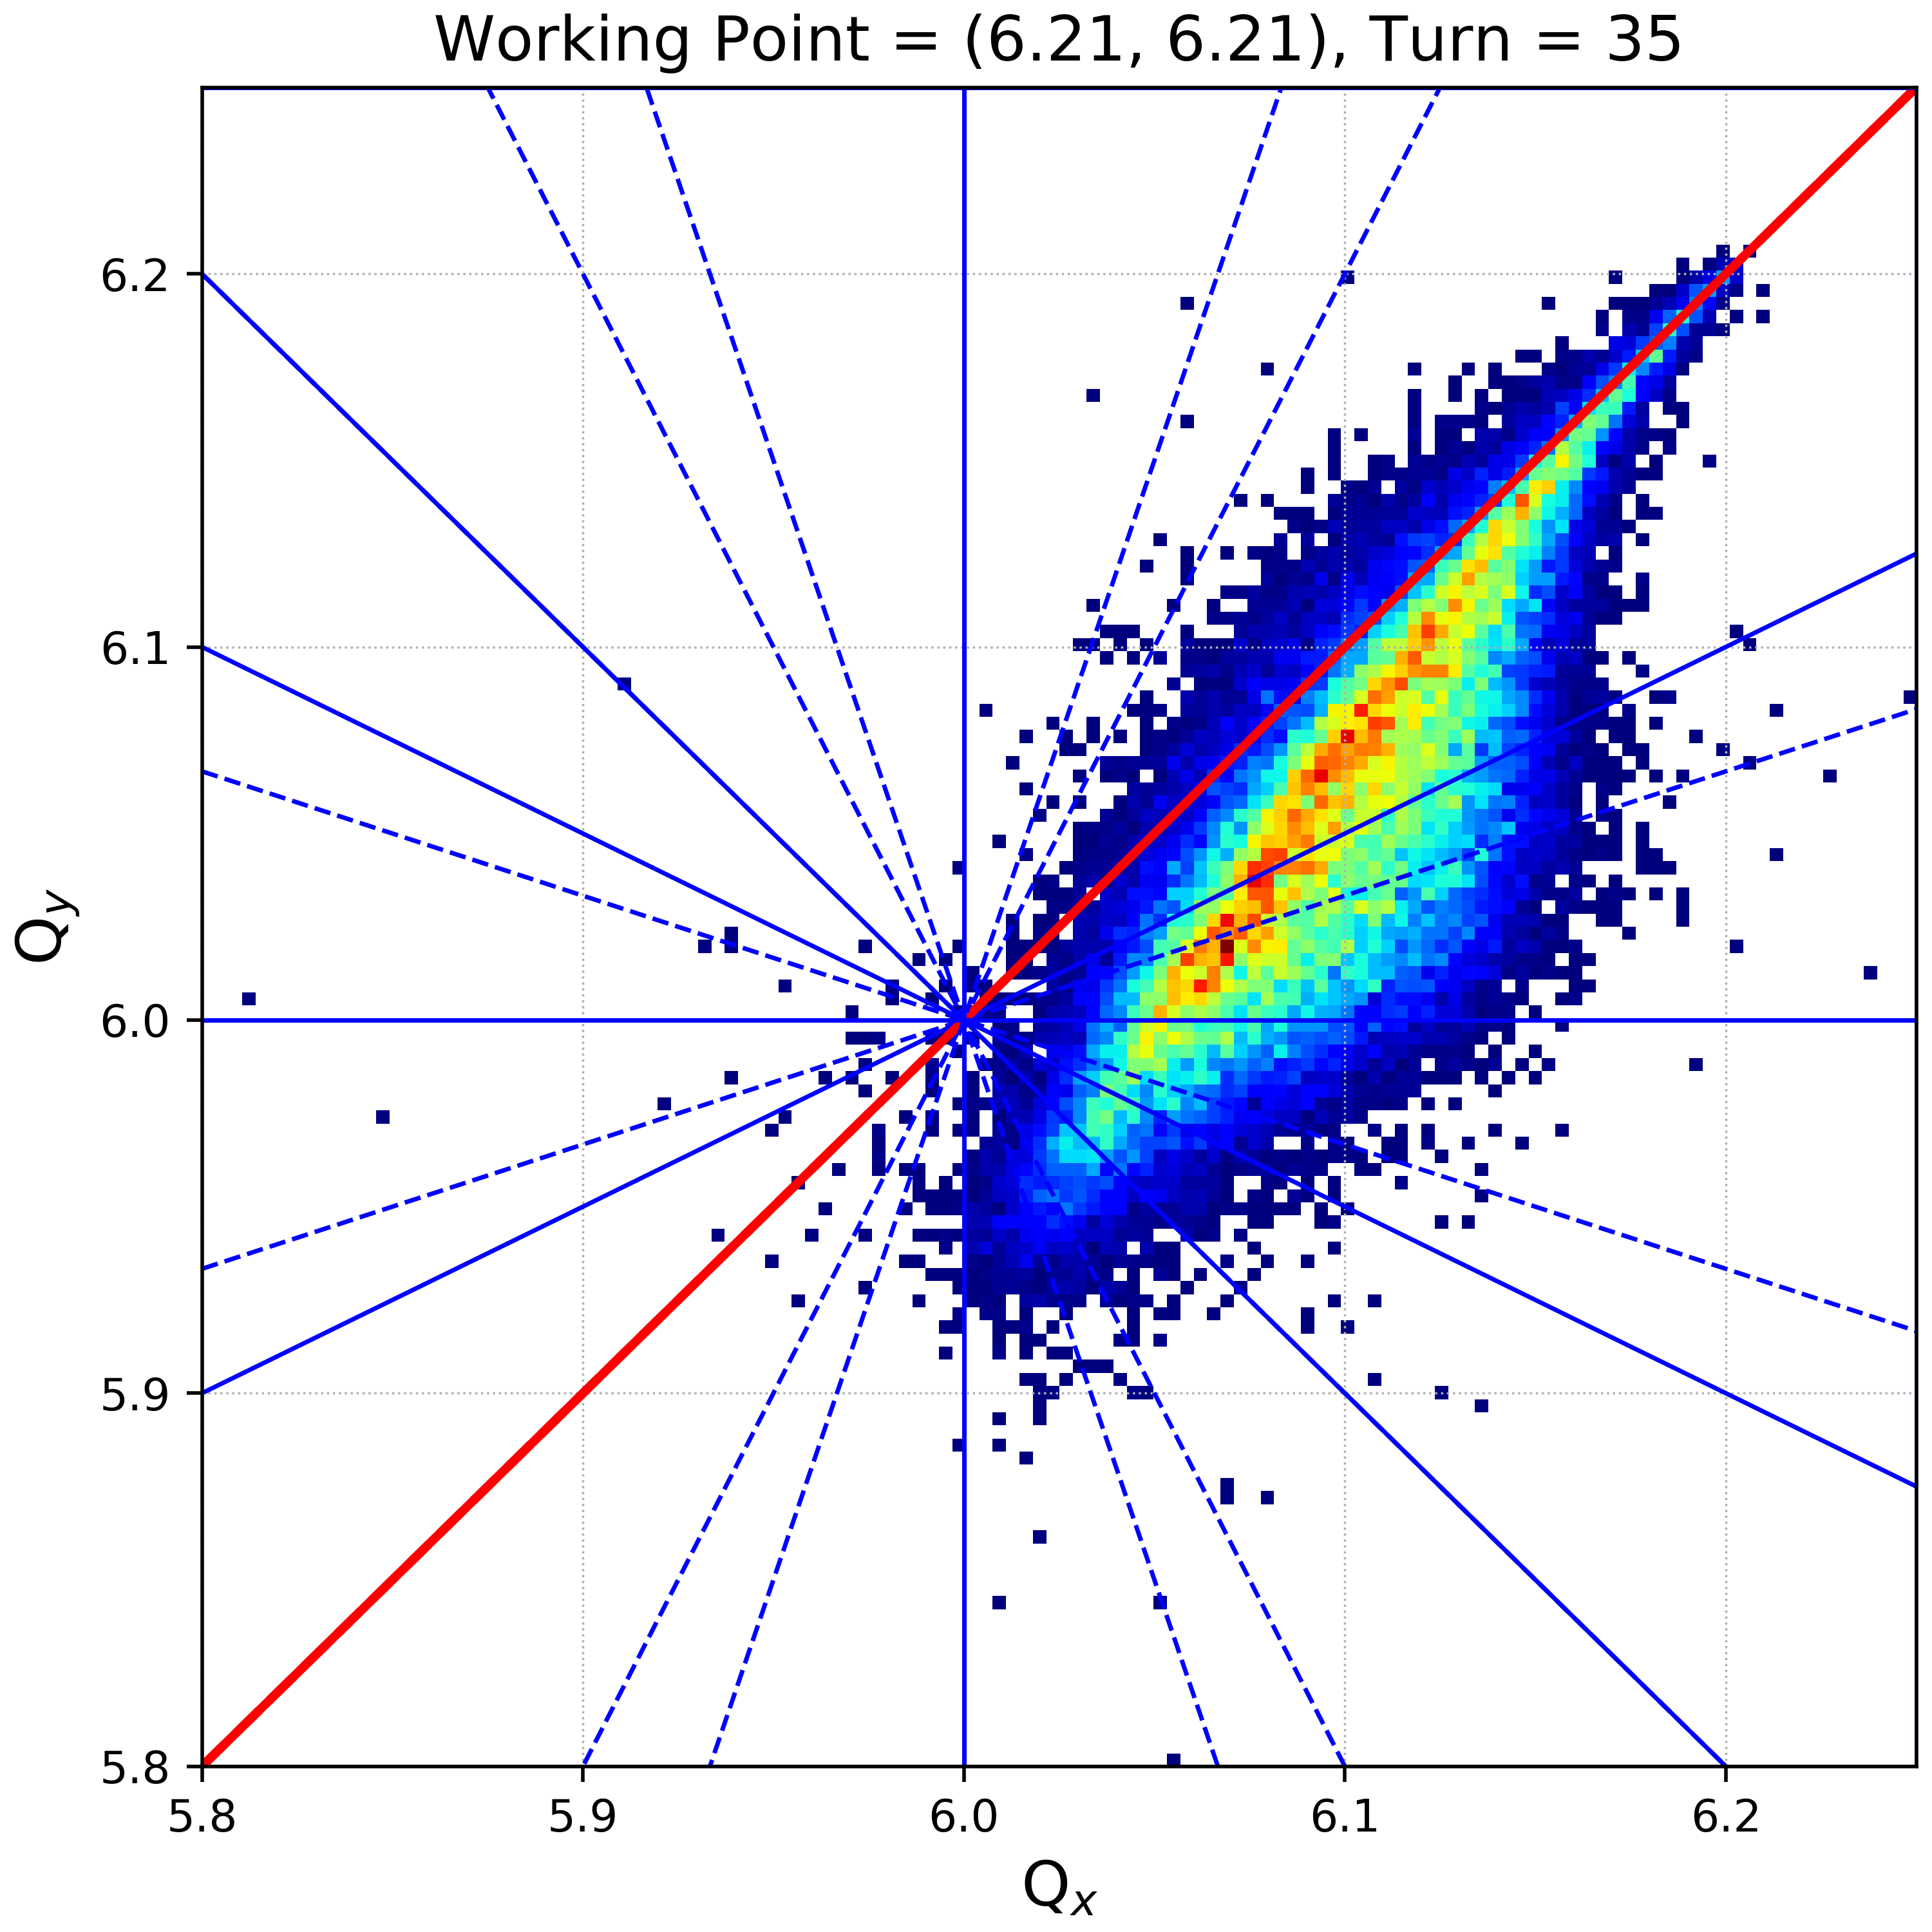 Working Point = (6.21, 6.21), Turn = 35
6.2
6.1
6.0
5.9
5.8
Qy
5.8 5.9 6.0 6.1 6.2
Qx